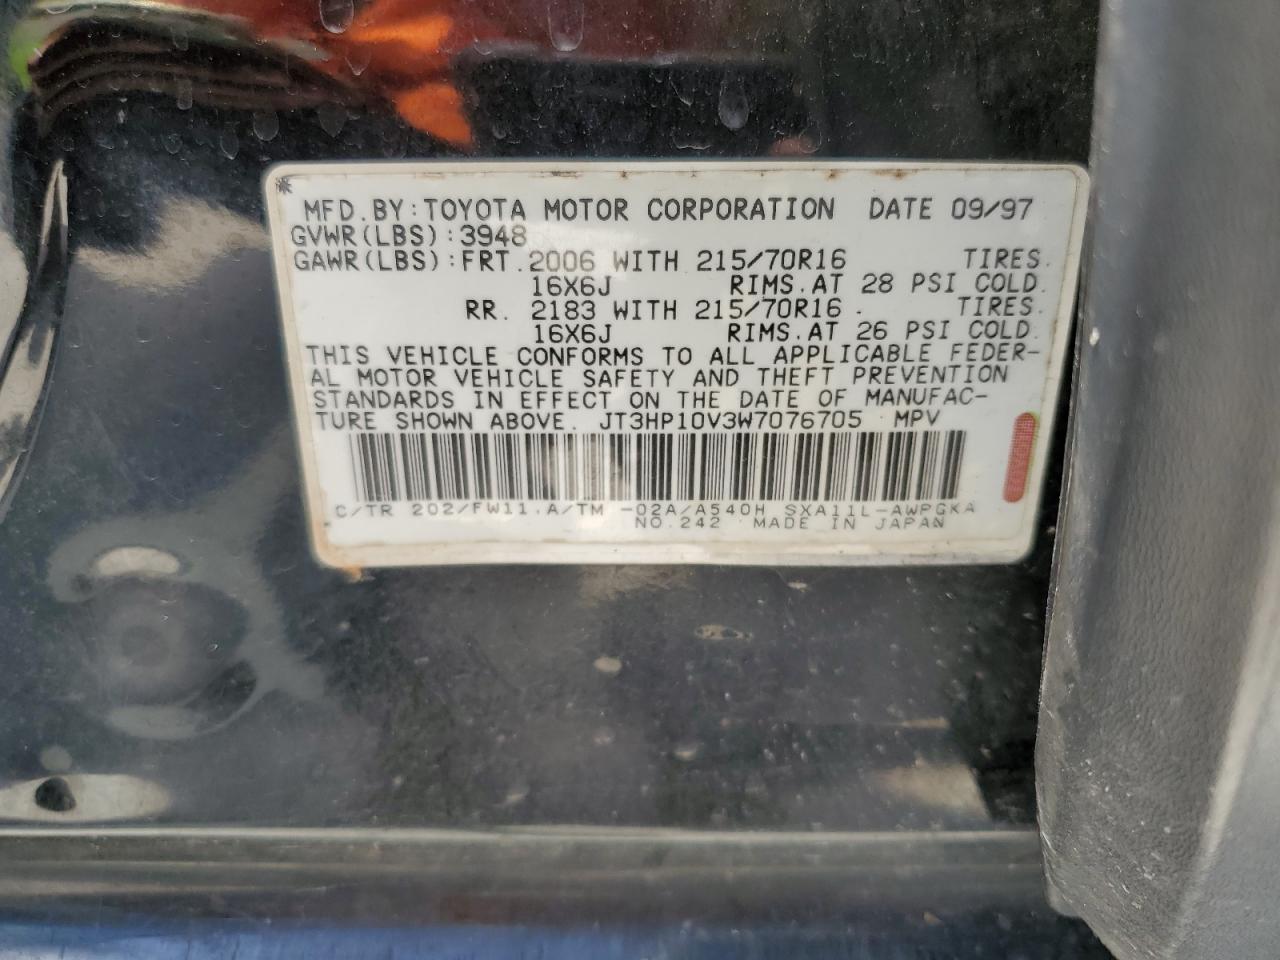 MFD. BY: TOYOTA MOTOR CORPORATION DATE 09/97
GVWR(LBS):3948
GAWR(LBS):FRT. 2006 WITH 215/70R16 TIRES.
16X6J RIMS. AT 28 PSI COLD.
RR. 2183 WITH 215/70R16 TIRES.
16X6J RIMS. AT 26 PSI COLD.
THIS VEHICLE CONFORMS TO ALL APPLICABLE FEDER-
AL MOTOR VEHICLE SAFETY AND THEFT PREVENTION
STANDARDS IN EFFECT ON THE DATE OF MANUFAC-
TURE SHOWN ABOVE. JT3HP10V3W7076705 MPV
C/TR 202/FW11.A/TM -02A/A540H SXA11L-AWPGKA
NO.242 MADE IN JAPAN